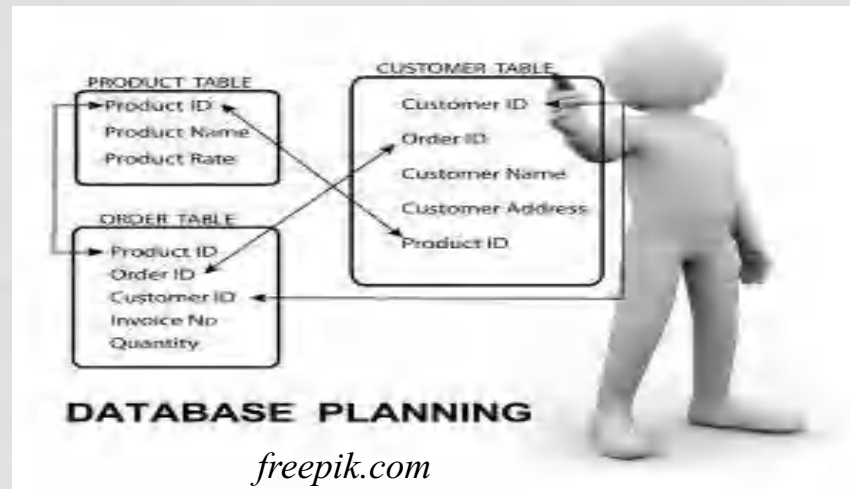 PRODUCT TABLE
Product ID
Product Name
Product Rate
CUSTOMER TABLE
Customer ID
Order ID
Customer Name
Customer Address
Product ID
ORDER TABLE
Product ID
Order ID
Customer ID
Invoice No
Quantity
DATABASE PLANNING
freepik.com